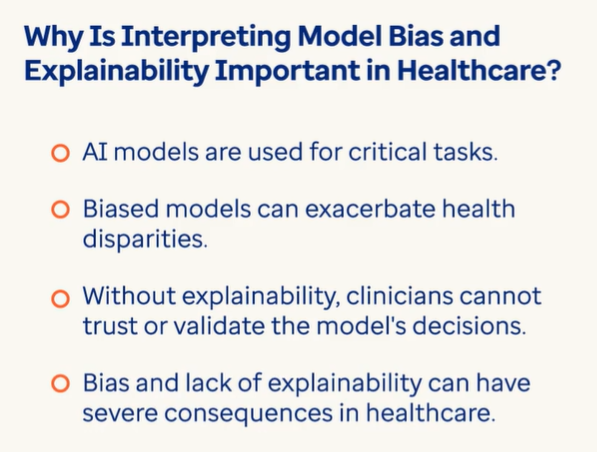 Why Is Interpreting Model Bias and
Explainability Important in Healthcare?
AI models are used for critical tasks.
Biased models can exacerbate health
disparities.
Without explainability, clinicians cannot
trust or validate the model's decisions.
Bias and lack of explainability can have
severe consequences in healthcare.